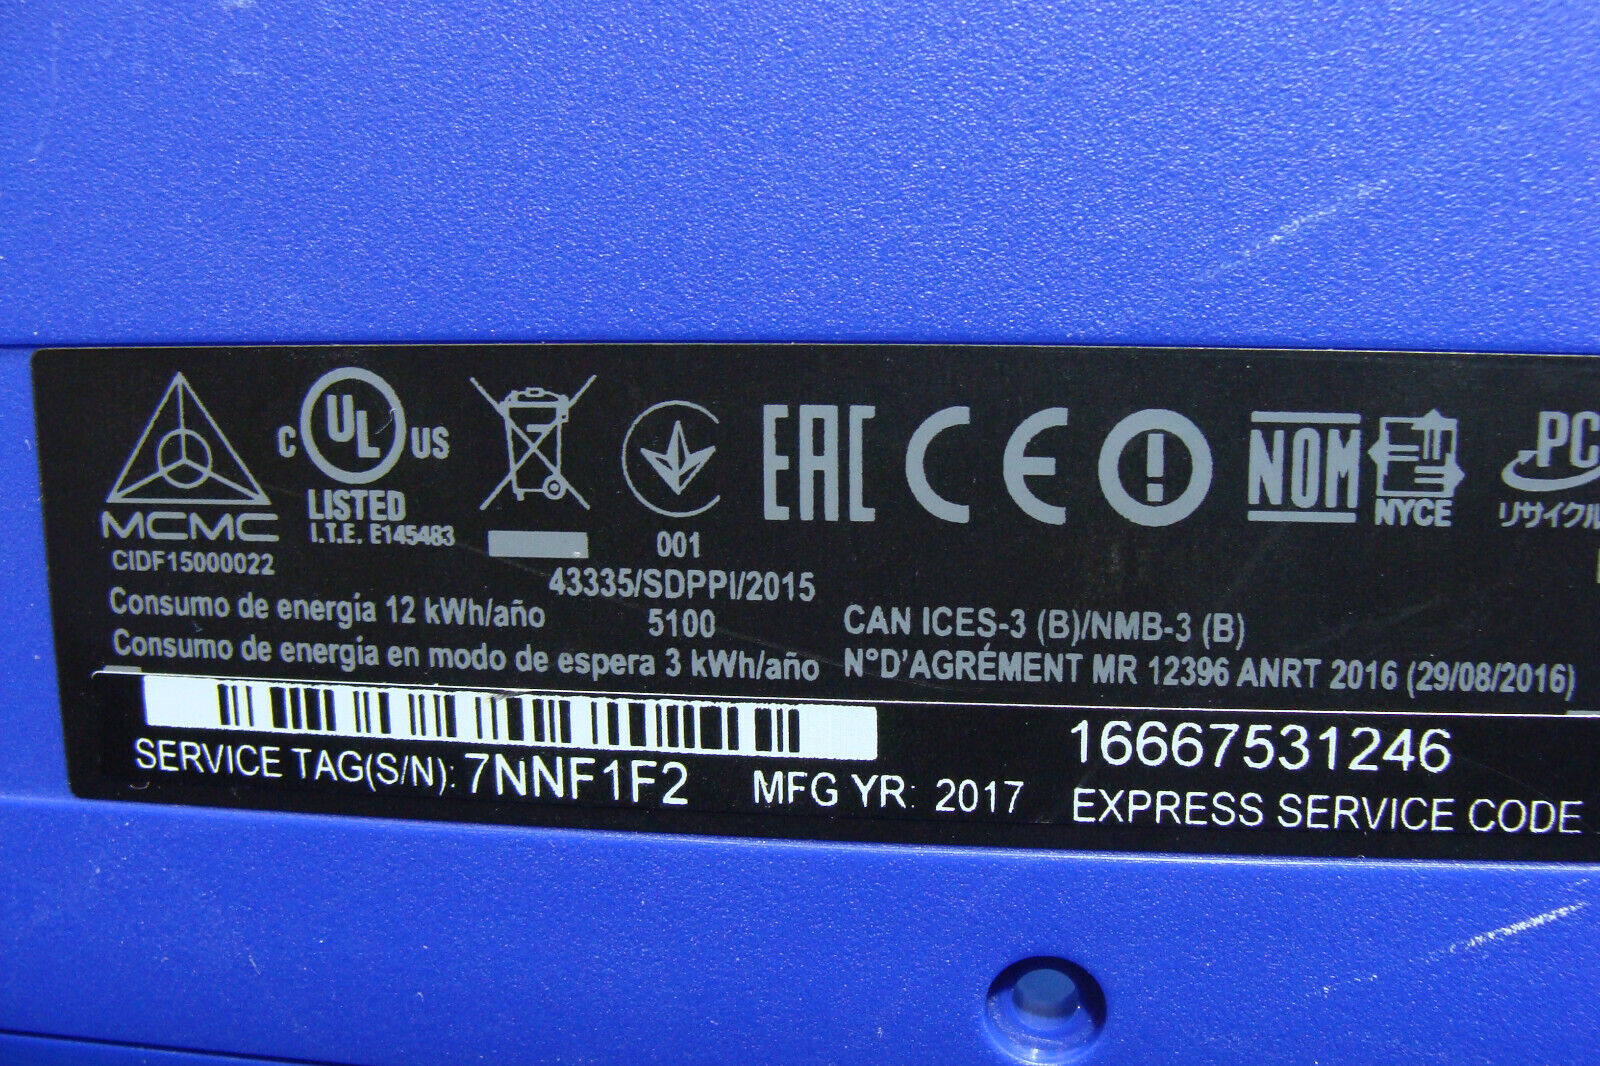 MCMC
CIDF15000022
C UL US
LISTED
I.T.E. E145483
001
43335/SDPPI/2015
5100
EAC CE
NOM
NYCE
PC
リサイクル
Consumo de energía 12 kWh/año
Consumo de energía en modo de espera 3 kWh/año
CAN ICES-3 (B)/NMB-3 (B)
N°D'AGRÉMENT MR 12396 ANRT 2016 (29/08/2016)
SERVICE TAG(S/N): 7NNF1F2
MFG YR: 2017
16667531246
EXPRESS SERVICE CODE